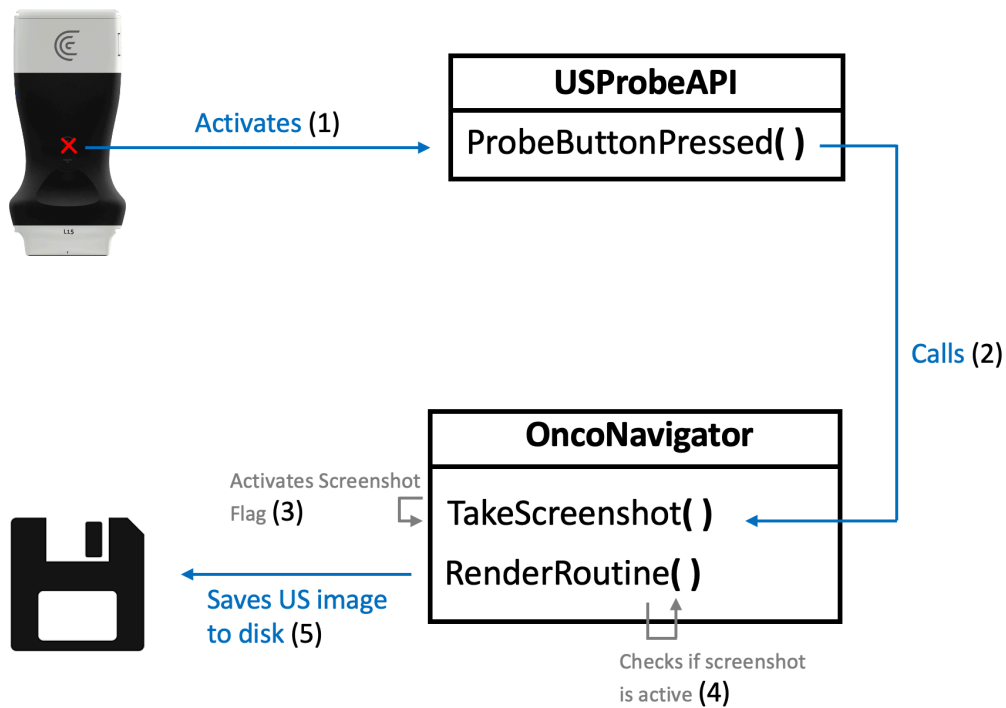 USProbeAPI
Activates (1)
ProbeButtonPressed( )
L15
Calls (2)
OncoNavigator
Activates Screenshot
Flag (3)
TakeScreenshot( )
RenderRoutine( )
Saves US image
to disk (5)
Checks if screenshot
is active (4)